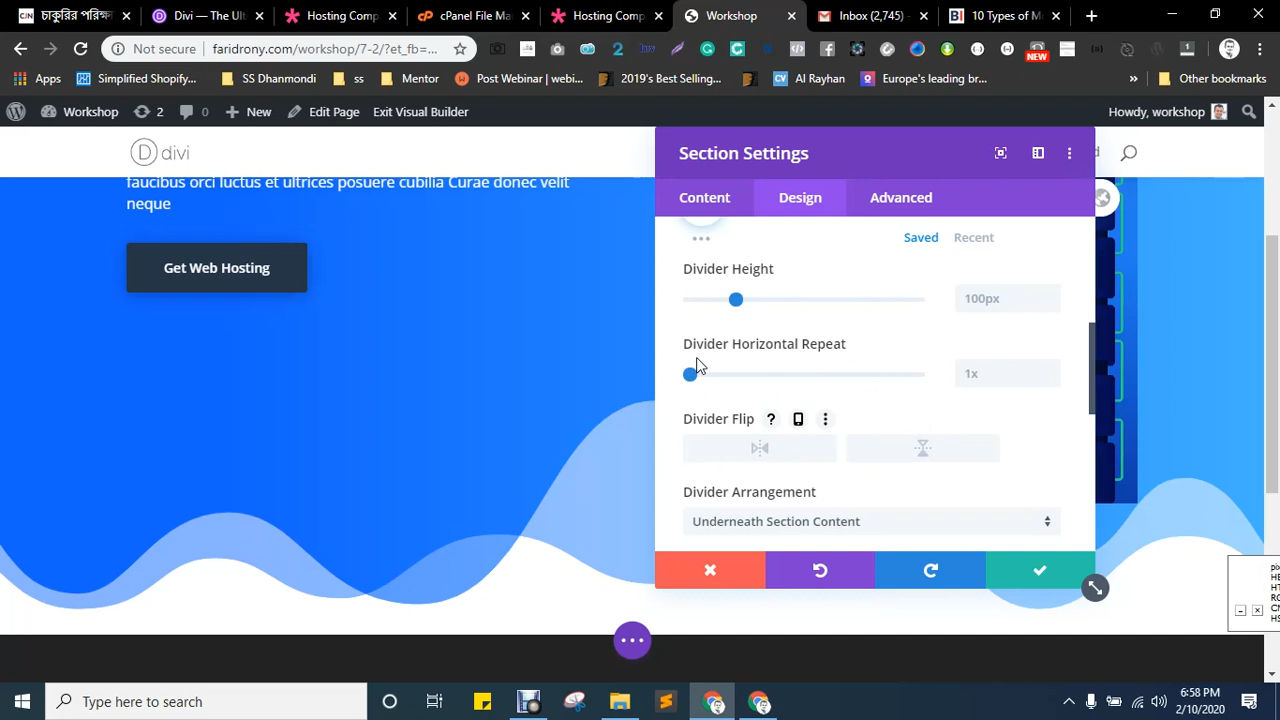 চাকুরির পরিক্ষ
Divi — The Ult
Hosting Comp
cPanel File Ma
Hosting Comp
Workshop
Inbox (2,745)
10 Types of M
Not secure
faridrony.com/workshop/7-2/?et_fb=...
Apps
Simplified Shopify...
SS Dhanmondi
ss
Mentor
Post Webinar | webi...
2019's Best Selling...
Al Rayhan
Europe's leading br...
Other bookmarks
NEW
Workshop
2
0
New
Edit Page
Exit Visual Builder
Howdy, workshop
divi
faucibus orci luctus et ultrices posuere cubilia Curae donec velit
neque
Get Web Hosting
Section Settings
Content
Design
Advanced
Saved
Recent
Divider Height
100px
Divider Horizontal Repeat
1x
Divider Flip
Divider Arrangement
Underneath Section Content
Type here to search
6:58 PM
2/10/2020